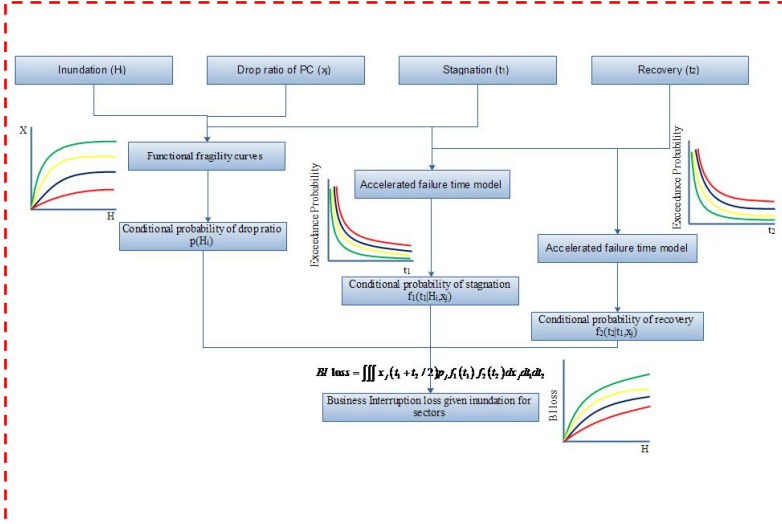 Inundation (Hᵢ)
Drop ratio of PC (xⱼ)
Stagnation (t₁)
Recovery (t₂)
X
H
Functional fragility curves
Conditional probability of drop ratio
p(Hᵢ)
Exceedance Probability
t₁
Accelerated failure time model
Conditional probability of stagnation
f₁(t₁|Hᵢ,xⱼ)
Exceedance Probability
t₂
Accelerated failure time model
Conditional probability of recovery
f₂(t₂|t₁,xⱼ)
BI loss = ∭ xⱼ(t₁ + t₂ / 2)pⱼ f₁(t₁) f₂(t₂)dxⱼdt₁dt₂
Business Interruption loss given inundation for
sectors
BI loss
H